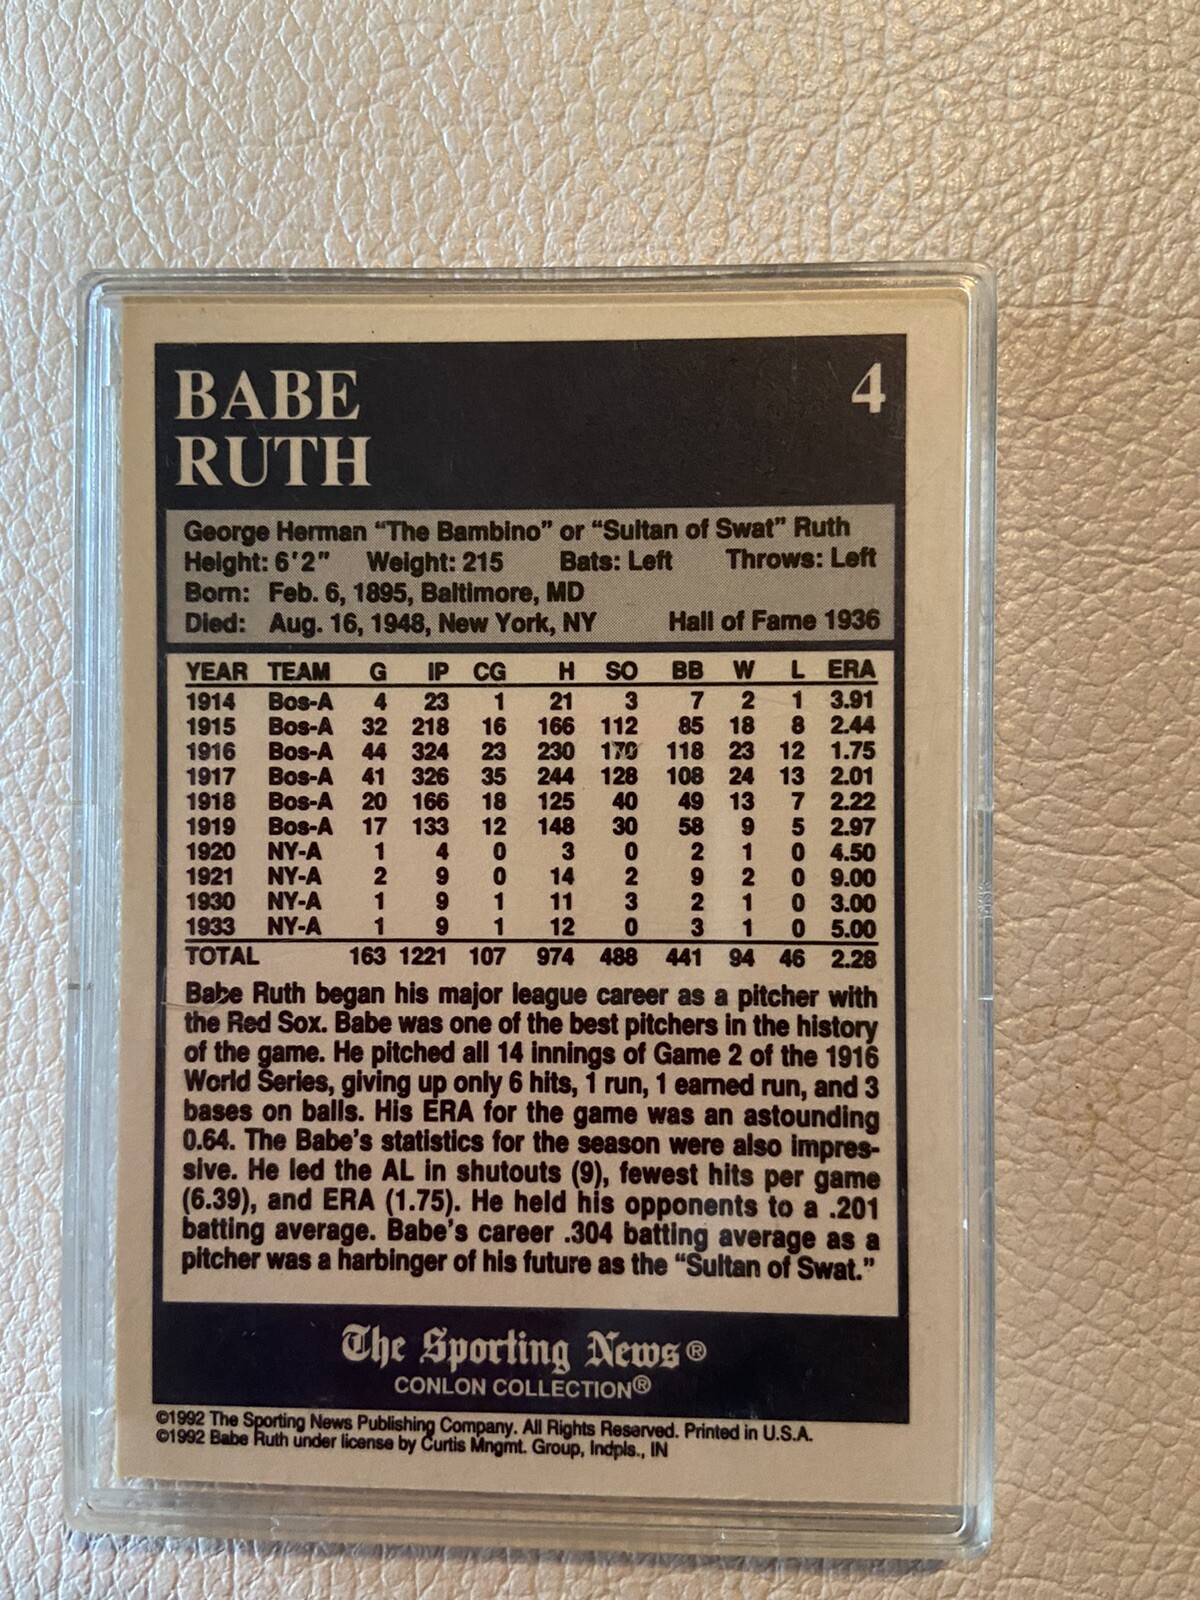 BABE
RUTH
4
George Herman “The Bambino” or “Sultan of Swat” Ruth
Height: 6'2" Weight: 215 Bats: Left Throws: Left
Born: Feb. 6, 1895, Baltimore, MD
Died: Aug. 16, 1948, New York, NY Hall of Fame 1936
YEAR TEAM G IP CG H SO BB W L ERA
1914 Bos-A 4 23 1 21 3 7 2 1 3.91
1915 Bos-A 32 218 16 166 112 85 18 8 2.44
1916 Bos-A 44 324 23 230 170 118 23 12 1.75
1917 Bos-A 41 326 35 244 128 108 24 13 2.01
1918 Bos-A 20 166 18 125 40 49 13 7 2.22
1919 Bos-A 17 133 12 148 30 58 9 5 2.97
1920 NY-A 1 4 0 3 0 2 1 0 4.50
1921 NY-A 2 9 0 14 2 9 2 0 9.00
1930 NY-A 1 9 1 11 3 2 1 0 3.00
1933 NY-A 1 9 1 12 0 3 1 0 5.00
TOTAL 163 1221 107 974 488 441 94 46 2.28
Babe Ruth began his major league career as a pitcher with
the Red Sox. Babe was one of the best pitchers in the history
of the game. He pitched all 14 innings of Game 2 of the 1916
World Series, giving up only 6 hits, 1 run, 1 earned run, and 3
bases on balls. His ERA for the game was an astounding
0.64. The Babe's statistics for the season were also impres-
sive. He led the AL in shutouts (9), fewest hits per game
(6.39), and ERA (1.75). He held his opponents to a .201
batting average. Babe's career .304 batting average as a
pitcher was a harbinger of his future as the “Sultan of Swat.”
The Sporting News®
CONLON COLLECTION®
©1992 The Sporting News Publishing Company. All Rights Reserved. Printed in U.S.A.
©1992 Babe Ruth under license by Curtis Mngmt. Group, Indpls., IN